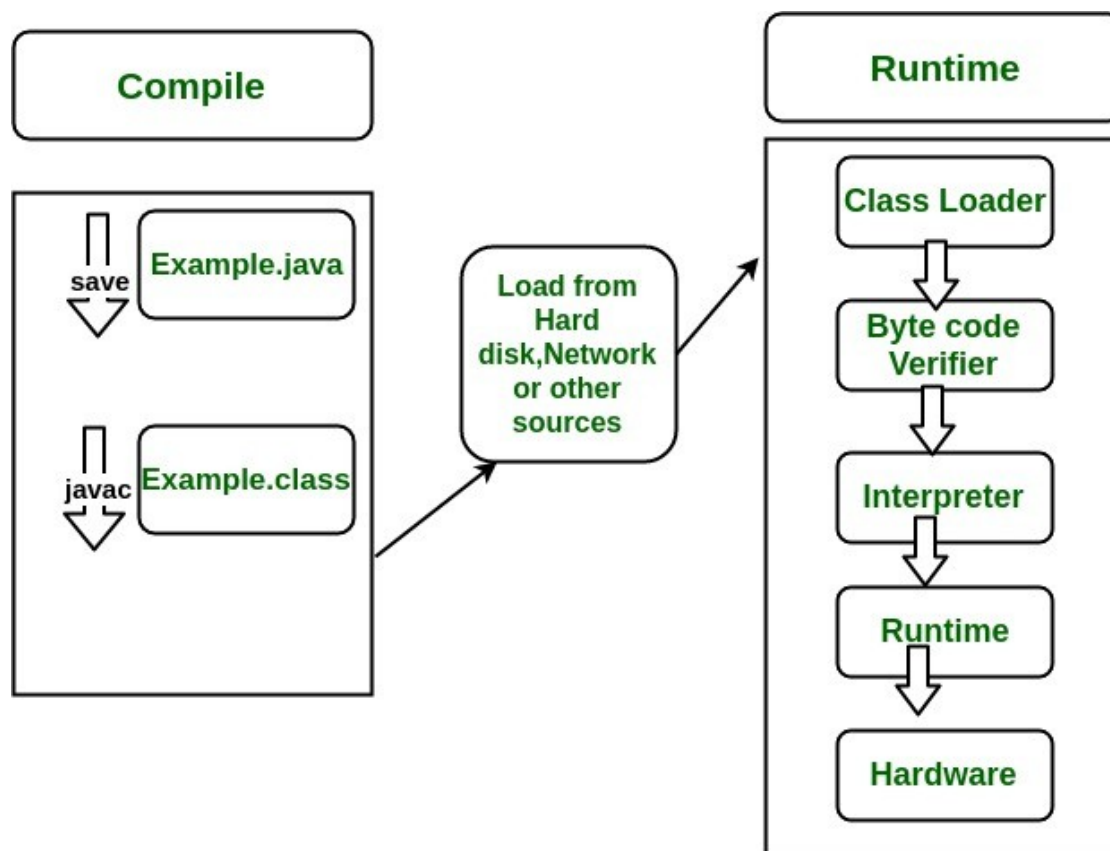 Compile
save
Example.java
javac
Example.class
Load from
Hard
disk,Network
or other
sources
Runtime
Class Loader
Byte code
Verifier
Interpreter
Runtime
Hardware